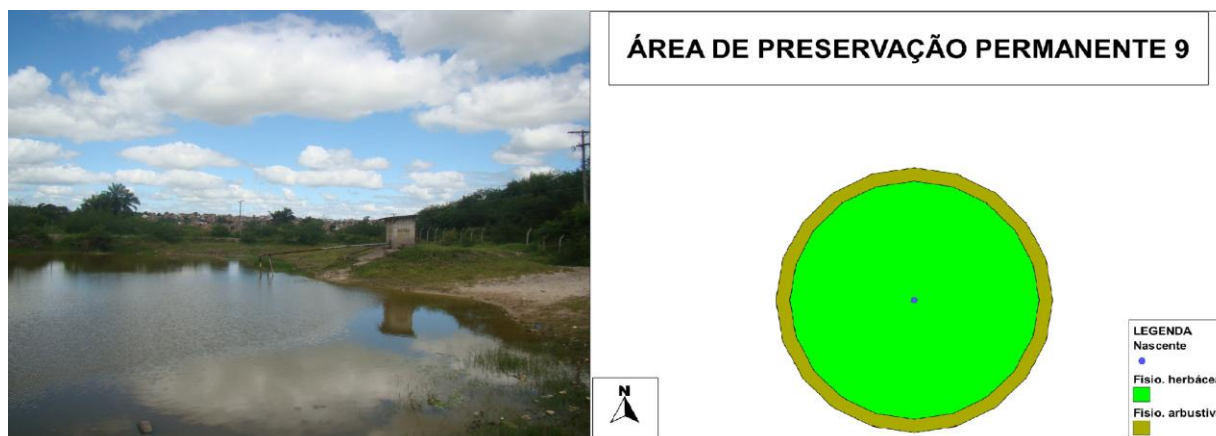 ÁREA DE PRESERVAÇÃO PERMANENTE 9
N
LEGENDA
Nascente
Fisio. herbácea
Fisio. arbustiv